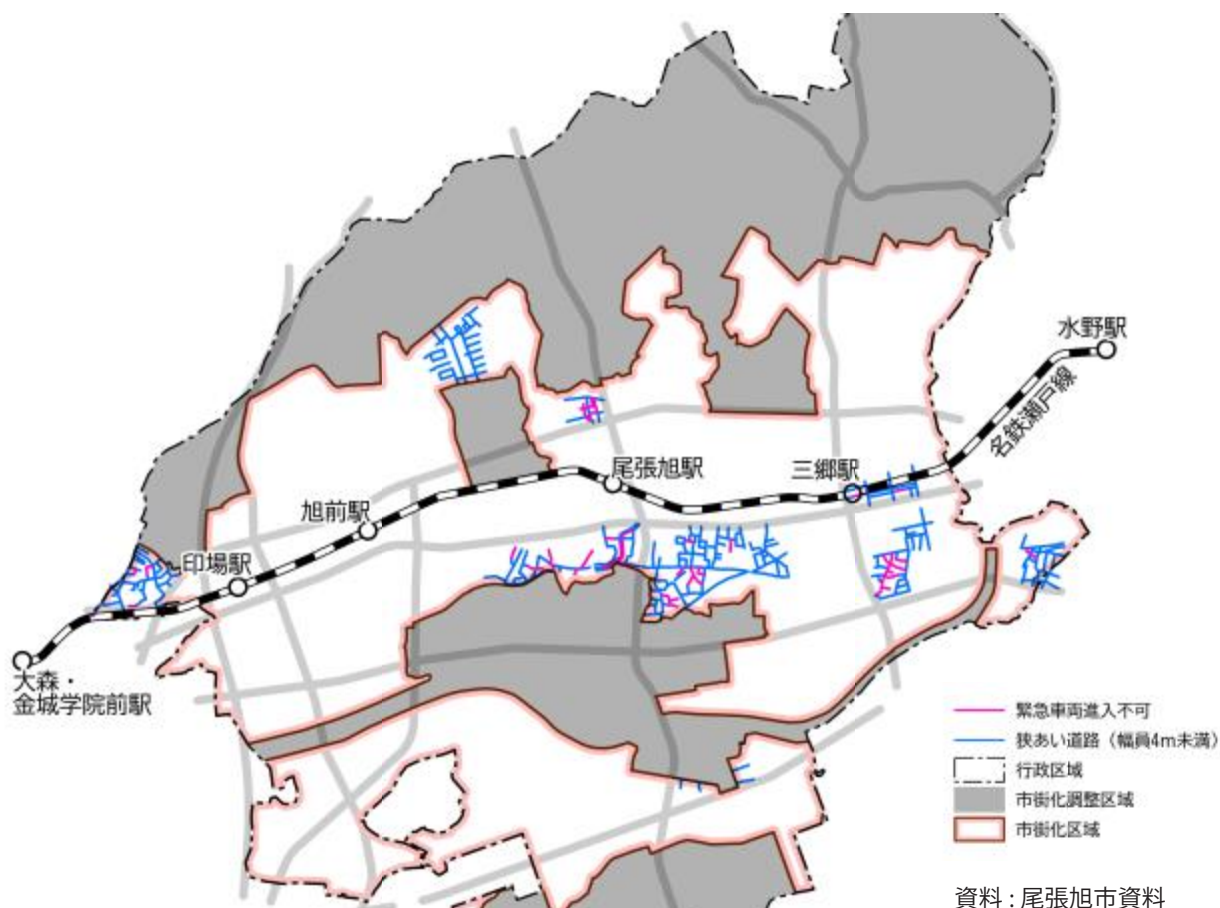 水野駅
名鉄瀬戸線
尾張旭駅
三郷駅
旭前駅
印場駅
大森・
金城学院前駅
緊急車両進入不可
狭あい道路（幅員4m未満）
行政区域
市街化調整区域
市街化区域
資料：尾張旭市資料